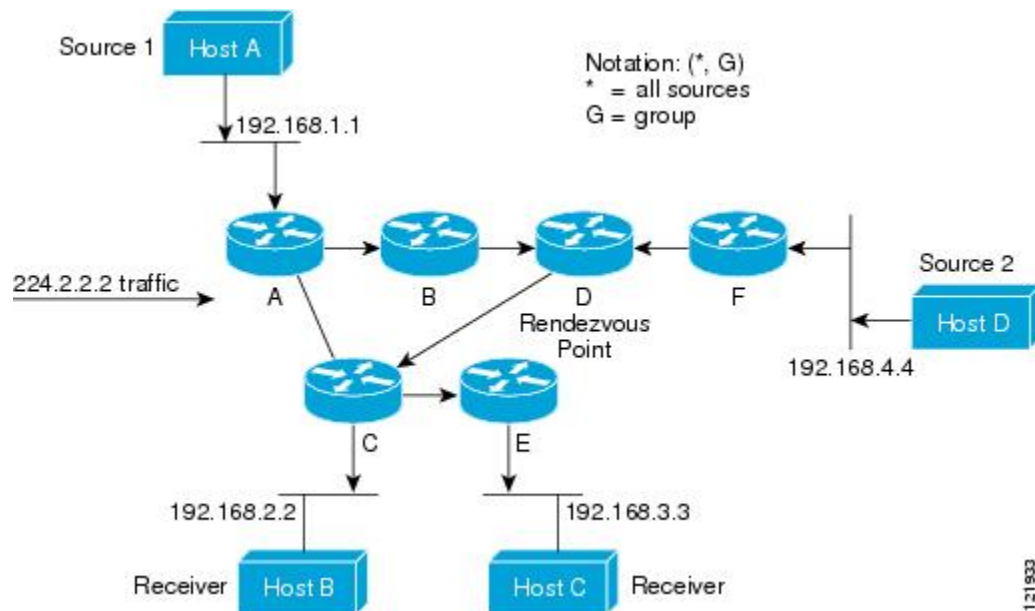 Source 1
Host A
Notation: (*, G)
* = all sources
G = group
192.168.1.1
224.2.2.2 traffic
A
B
D
Rendezvous
Point
F
Source 2
Host D
192.168.4.4
C
E
192.168.2.2
192.168.3.3
Receiver
Host B
Host C
Receiver
121933